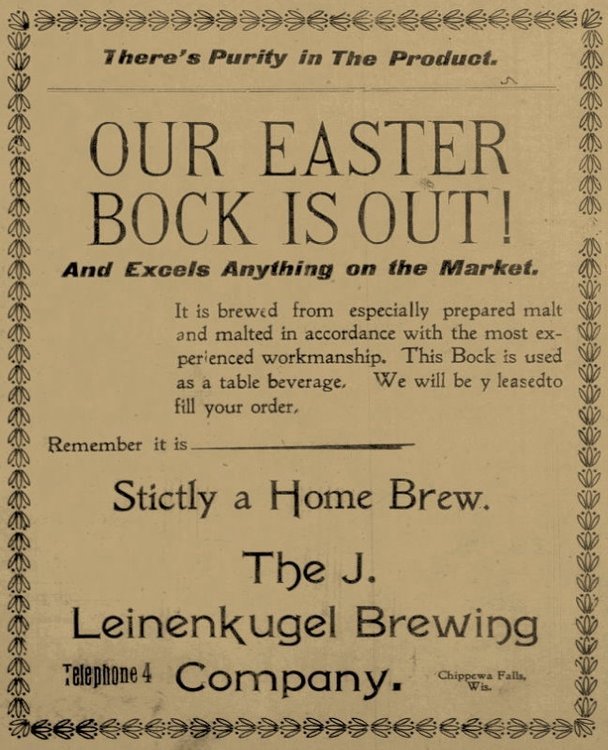 There's Purity in The Product.
OUR EASTER
BOCK IS OUT!
And Excels Anything on the Market.
It is brewed from especially prepared malt
and malted in accordance with the most ex-
perienced workmanship. This Bock is used
as a table beverage. We will be y leasedto
fill your order.
Remember it is
Stictly a Home Brew.
The J.
Leinenkugel Brewing
Telephone 4 Company. Chippewa Falls,
Wis.